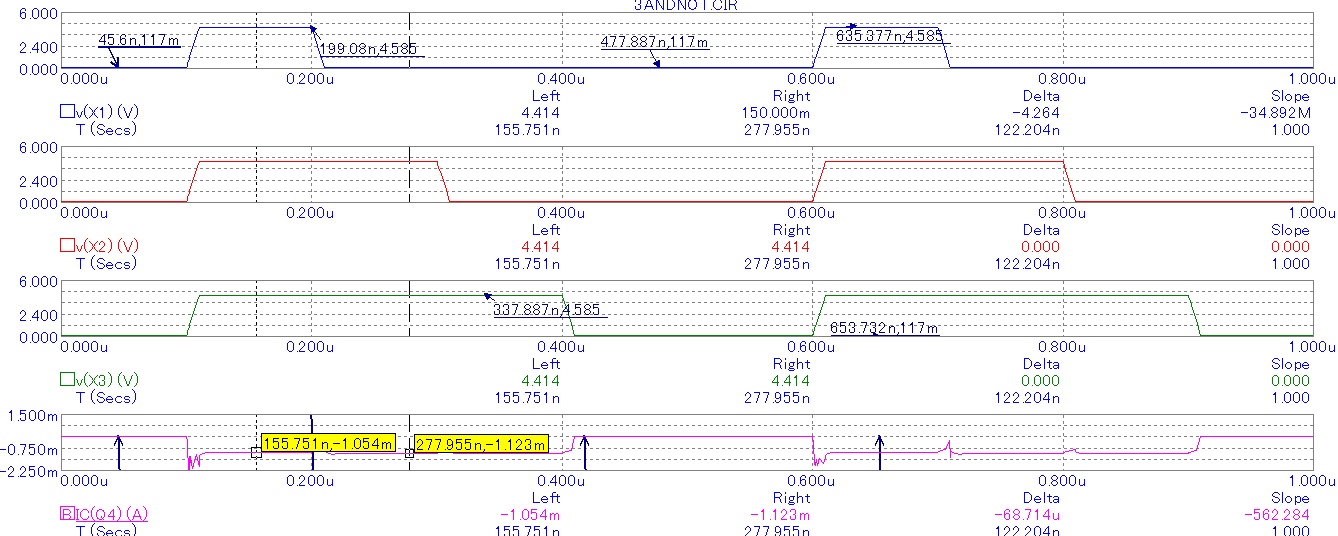 3ANDNOT.CIR
6.000
2.400
0.000
45.6n,117m
199.08n,4.585
477.887n,117m
635.377n,4.585
0.000u 0.200u 0.400u 0.600u 0.800u 1.000u
Left Right Delta Slope
v(X1) (V) 4.414 150.000m -4.264 -34.892M
T (Secs) 155.751n 277.955n 122.204n 1.000
6.000
2.400
0.000
0.000u 0.200u 0.400u 0.600u 0.800u 1.000u
Left Right Delta Slope
v(X2) (V) 4.414 4.414 0.000 0.000
T (Secs) 155.751n 277.955n 122.204n 1.000
6.000
2.400
0.000
337.887n,4.585
653.732n,117m
0.000u 0.200u 0.400u 0.600u 0.800u 1.000u
Left Right Delta Slope
v(X3) (V) 4.414 4.414 0.000 0.000
T (Secs) 155.751n 277.955n 122.204n 1.000
1.500m
-0.750m
-2.250m
155.751n,-1.054m
277.955n,-1.123m
0.000u 0.200u 0.400u 0.600u 0.800u 1.000u
Left Right Delta Slope
B IC(Q4) (A) -1.054m -1.123m -68.714u -562.284
T (Secs) 155.751n 277.955n 122.204n 1.000